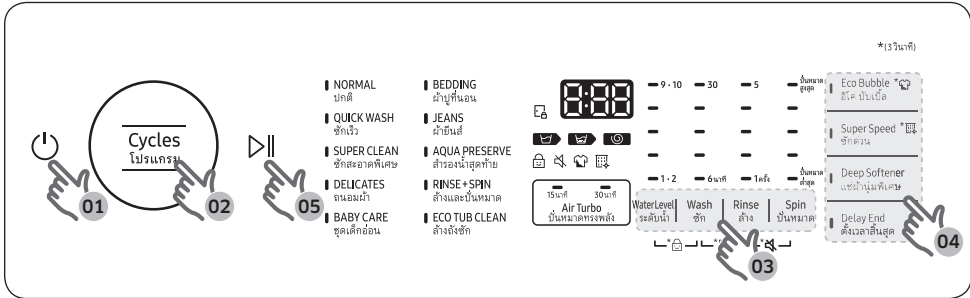 *(3 วินาที)
NORMAL
ปกติ
QUICK WASH
ซักเร็ว
SUPER CLEAN
ซักสะอาดพิเศษ
DELICATES
ถนอมผ้า
BABY CARE
ชุดเด็กอ่อน
BEDDING
ผ้าปูที่นอน
JEANS
ผ้ายีนส์
AQUA PRESERVE
สำรองน้ำสุดท้าย
RINSE+SPIN
ล้างและปั่นหมาด
ECO TUB CLEAN
ล้างถังซัก
Cycles
โปรแกรม
01
02
05
8:88
9・10
30
5
ปั่นหมาด
สูงสุด
1・2
6นาที
1ครั้ง
ปั่นหมาด
ต่ำสุด
15นาที
30นาที
Air Turbo
ปั่นหมาดทรงพลัง
Water Level
ระดับน้ำ
Wash
ซัก
Rinse
ล้าง
Spin
ปั่นหมาด
03
Eco Bubble *
อีโค บับเบิ้ล
Super Speed *
ซักด่วน
Deep Softener
แช่ผ้านุ่มพิเศษ
Delay End
ตั้งเวลาสิ้นสุด
04